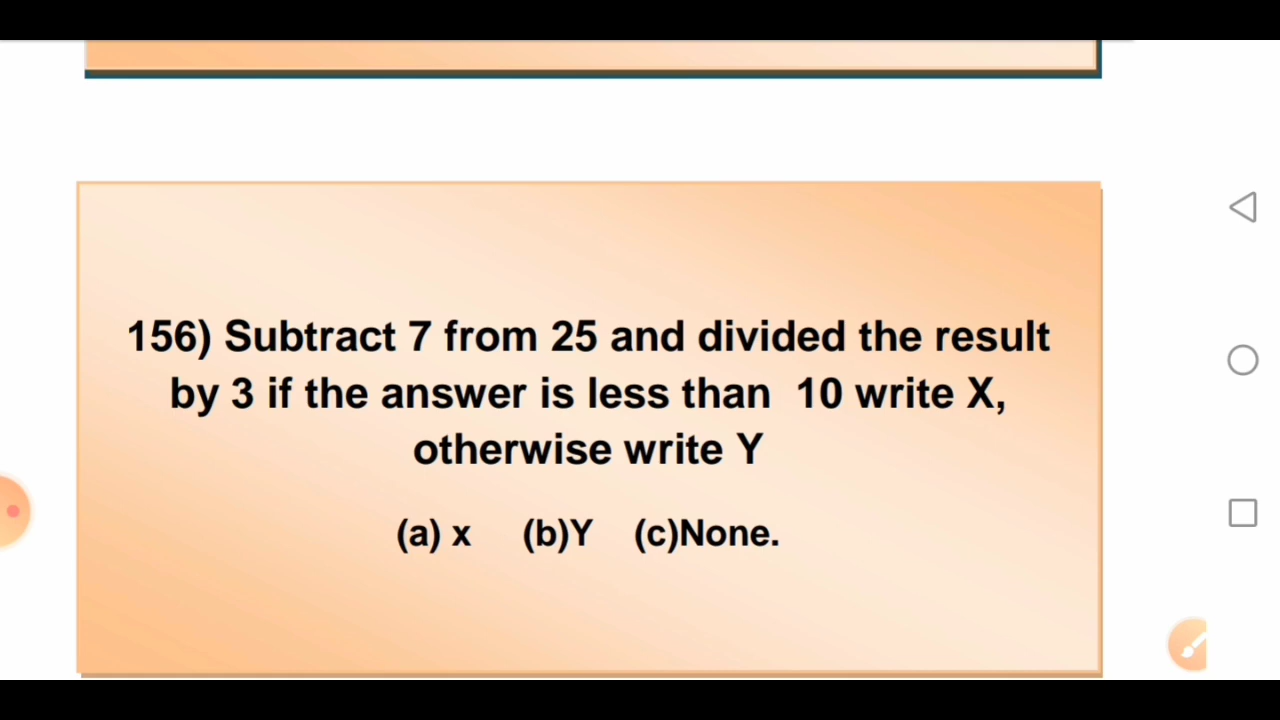 156) Subtract 7 from 25 and divided the result
by 3 if the answer is less than 10 write X,
otherwise write Y
(a) x (b)Y (c)None.